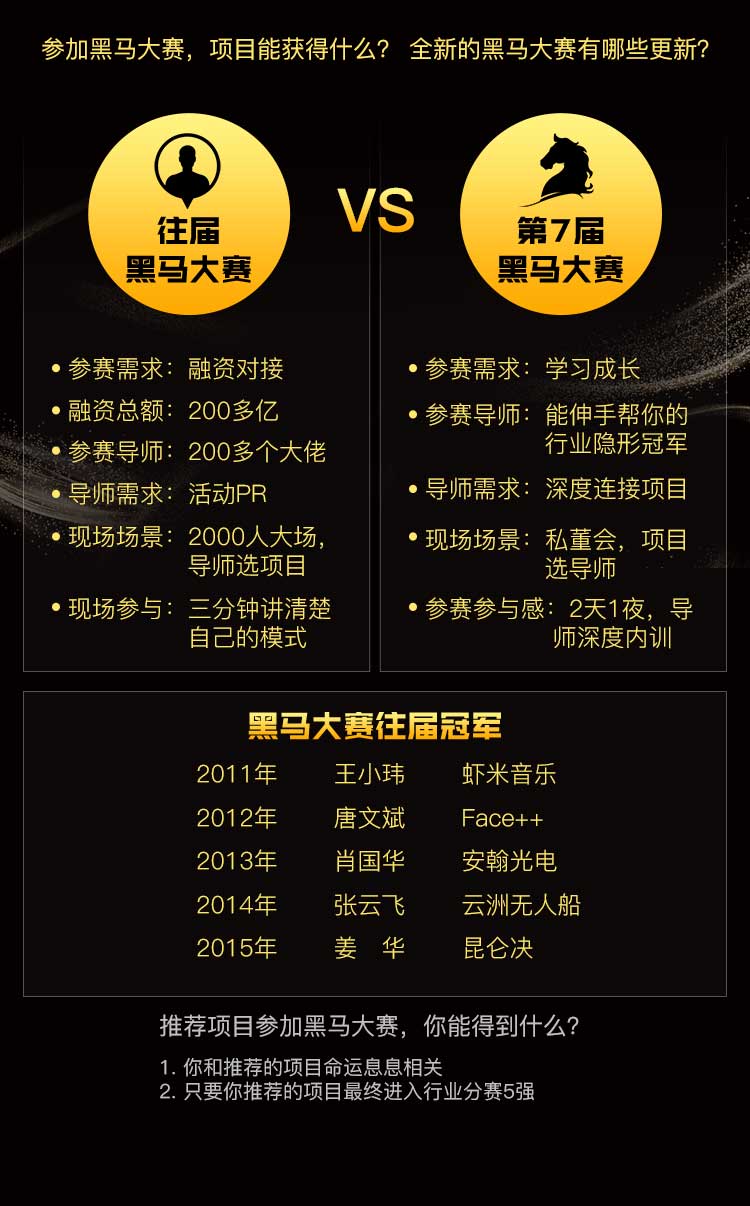 参加黑马大赛，项目能获得什么？ 全新的黑马大赛有哪些更新？
往届
黑马大赛
VS
第7届
黑马大赛
• 参赛需求：融资对接
• 融资总额：200多亿
• 参赛导师：200多个大佬
• 导师需求：活动PR
• 现场场景：2000人大场，
导师选项目
• 现场参与：三分钟讲清楚
自己的模式
• 参赛需求：学习成长
• 参赛导师：能伸手帮你的
行业隐形冠军
• 导师需求：深度连接项目
• 现场场景：私董会，项目
选导师
• 参赛参与感：2天1夜，导
师深度内训
黑马大赛往届冠军
2011年 王小玮 虾米音乐
2012年 唐文斌 Face++
2013年 肖国华 安翰光电
2014年 张云飞 云洲无人船
2015年 姜 华 昆仑决
推荐项目参加黑马大赛，你能得到什么？
1. 你和推荐的项目命运息息相关
2. 只要你推荐的项目最终进入行业分赛5强